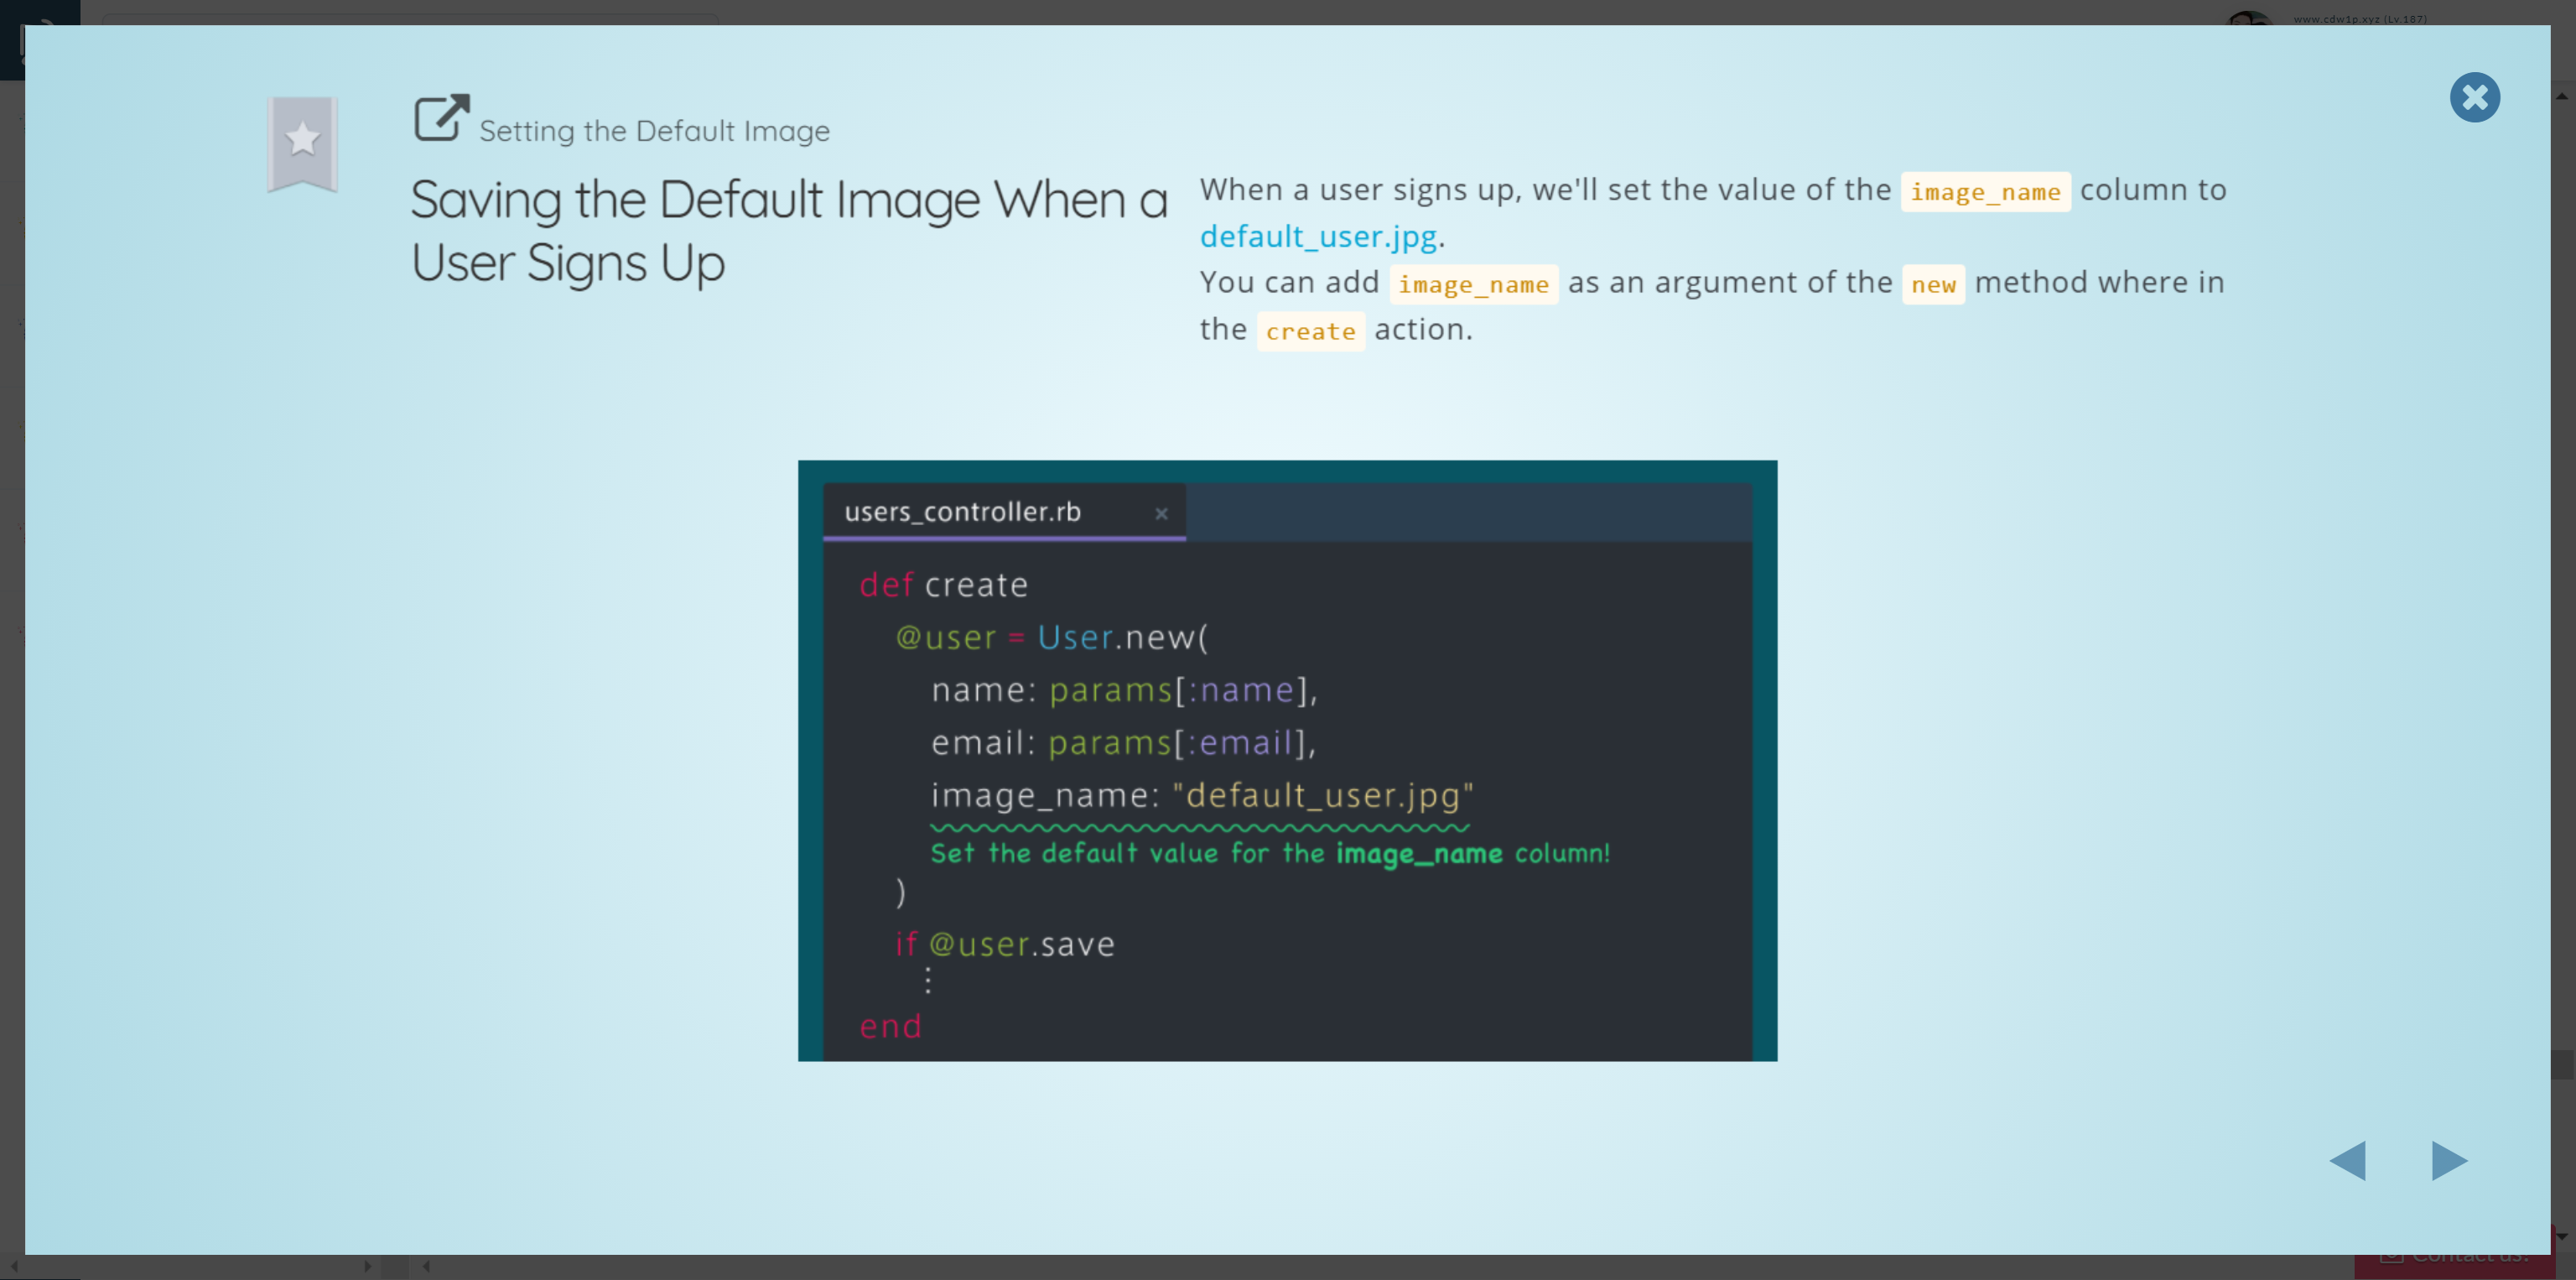 www.cdw1p.xyz (Lv.187)
Setting the Default Image
Saving the Default Image When a
User Signs Up
When a user signs up, we'll set the value of the image_name column to
default_user.jpg.
You can add image_name as an argument of the new method where in
the create action.
users_controller.rb ×
def create
@user = User.new(
name: params[:name],
email: params[:email],
image_name: "default_user.jpg"
Set the default value for the image_name column!
)
if @user.save
⋮
end
Contact us!